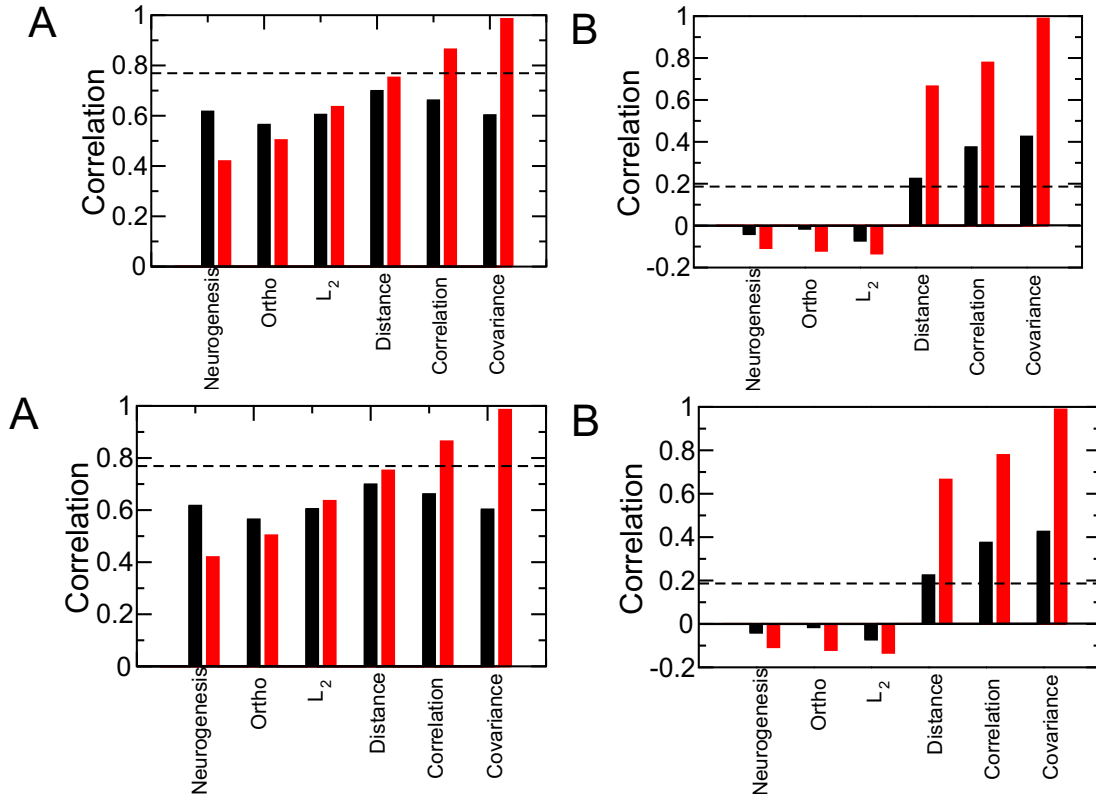 A
Correlation
1
0.8
0.6
0.4
0.2
0
Neurogenesis
Ortho
L2
Distance
Correlation
Covariance
B
Correlation
1
0.8
0.6
0.4
0.2
0
-0.2
Neurogenesis
Ortho
L2
Distance
Correlation
Covariance
A
Correlation
1
0.8
0.6
0.4
0.2
0
Neurogenesis
Ortho
L2
Distance
Correlation
Covariance
B
Correlation
1
0.8
0.6
0.4
0.2
0
-0.2
Neurogenesis
Ortho
L2
Distance
Correlation
Covariance